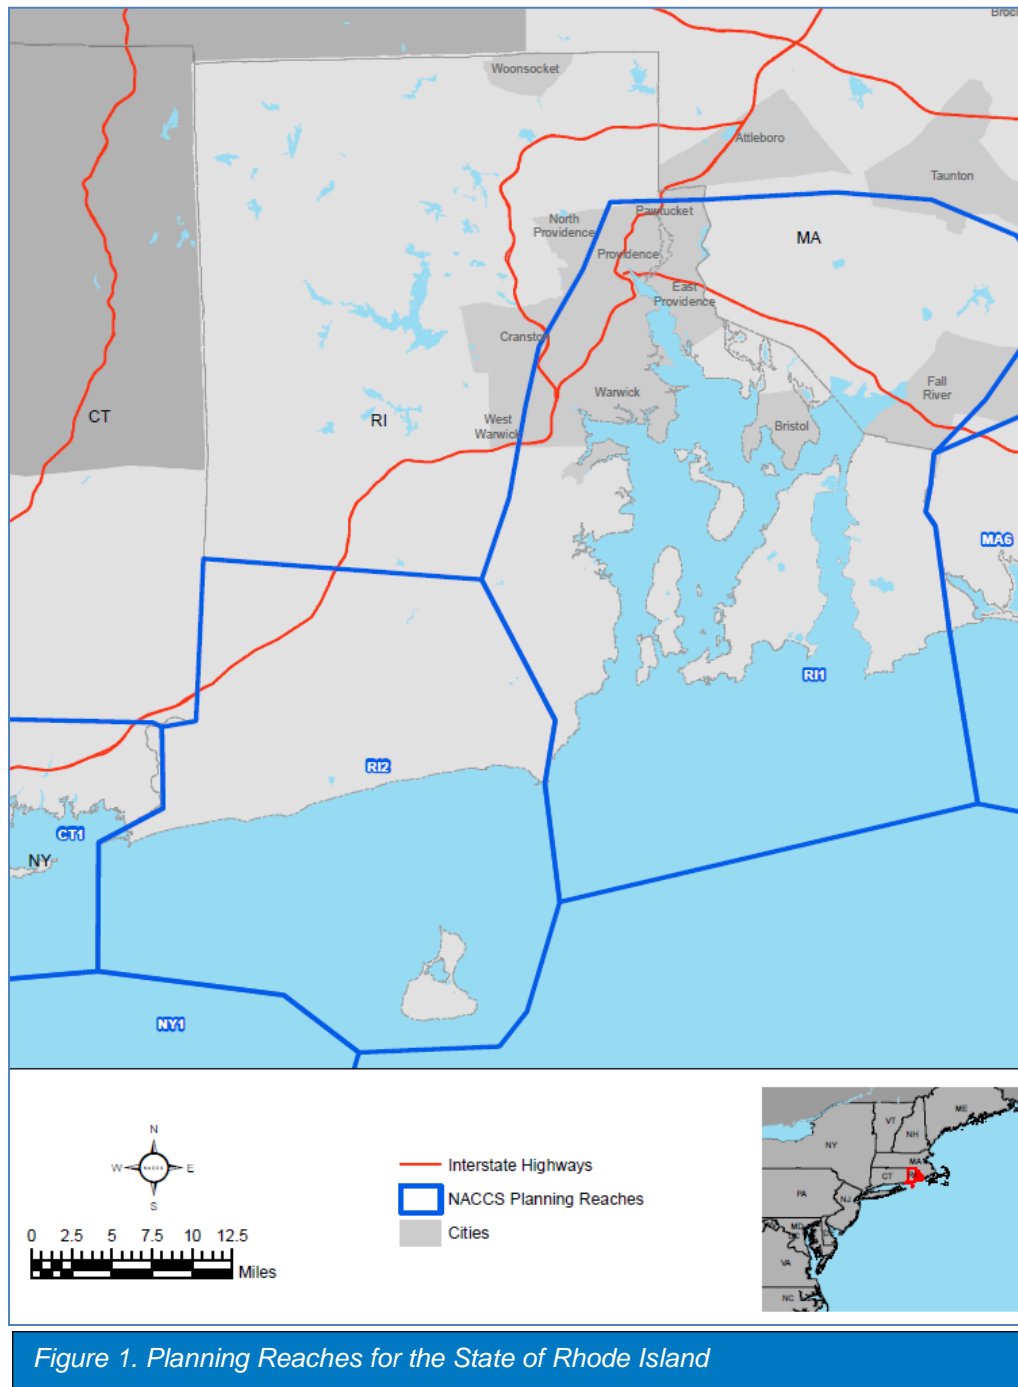 Brock
Woonsocket
Attleboro
Taunton
North
Providence
Pawtucket
MA
Providence
East
Providence
Cranston
Fall
River
Warwick
CT
RI
West
Warwick
Bristol
MA6
RI1
RI2
CT1
NY
NY1
N
W NACCS E
S
0 2.5 5 7.5 10 12.5
Miles
Interstate Highways
NACCS Planning Reaches
Cities
ME
VT
NH
NY
MA
CT
PA
NJ
MD
VA
NC
Figure 1. Planning Reaches for the State of Rhode Island